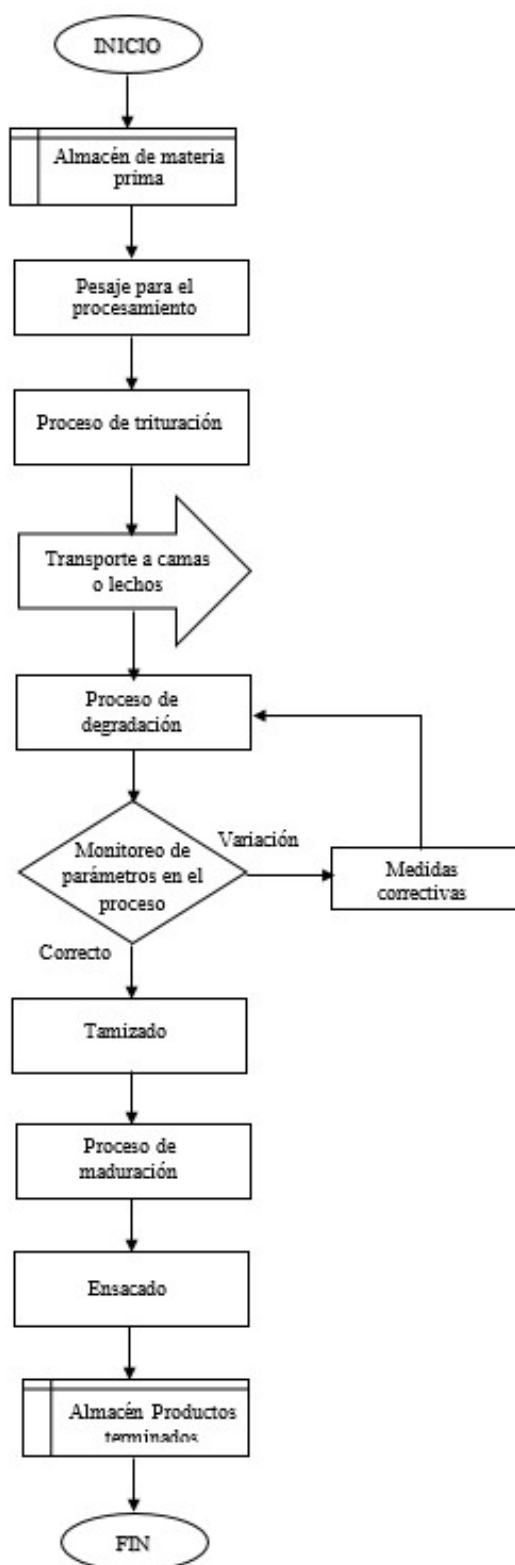 INICIO
Almacén de materia
prima
Pesaje para el
procesamiento
Proceso de trituración
Transporte a camas
o lechos
Proceso de
degradación
Monitoreo de
parámetros en el
proceso
Variación
Medidas
correctivas
Correcto
Tamizado
Proceso de
maduración
Ensacado
Almacén Productos
terminados
FIN